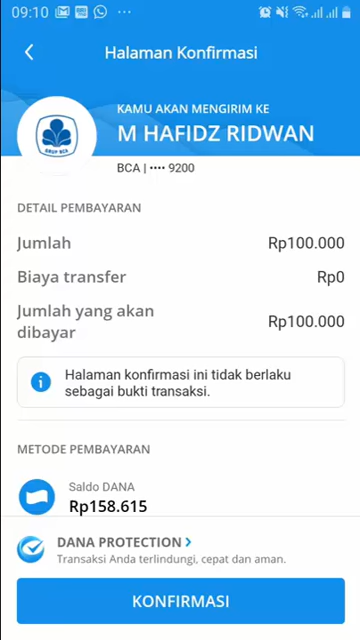 09:10
Halaman Konfirmasi
KAMU AKAN MENGIRIM KE
M HAFIDZ RIDWAN
GRUP BCA
BCA | •••• 9200
DETAIL PEMBAYARAN
Jumlah Rp100.000
Biaya transfer Rp0
Jumlah yang akan
dibayar Rp100.000
Halaman konfirmasi ini tidak berlaku
sebagai bukti transaksi.
METODE PEMBAYARAN
Saldo DANA
Rp158.615
DANA PROTECTION
Transaksi Anda terlindungi, cepat dan aman.
KONFIRMASI